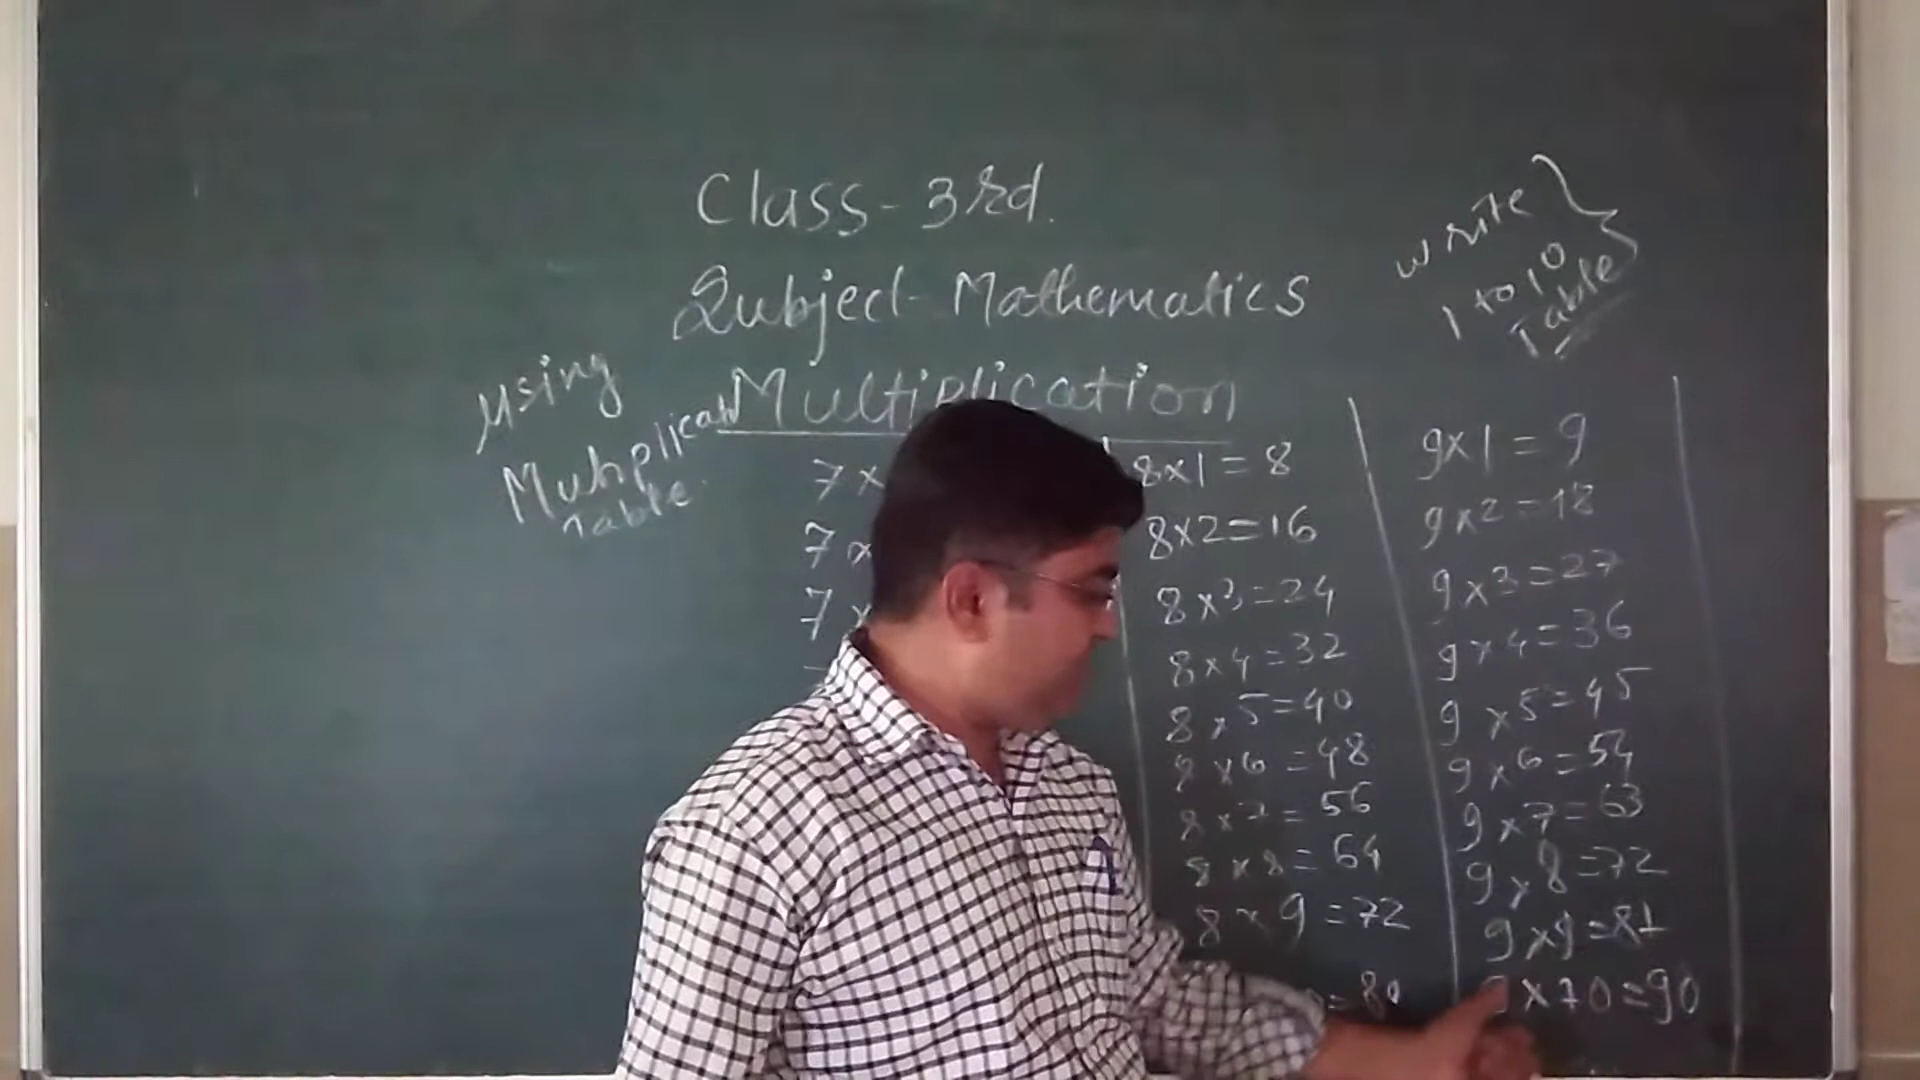 Class - 3rd.
Subject - Mathematics
Multiplication
write
1 to 10
Table
Using
Table.
7 x
7 x
7 x
8x1 = 8
8x2=16
8x3=24
8x4=32
8x5=40
8x6=48
8x7=56
8x8=64
8x9=72
=80
9x1 = 9
9x2=18
9x3=27
9x4=36
9x5=45
9x6=54
9x7=63
9x8=72
9x9=81
9x10=90